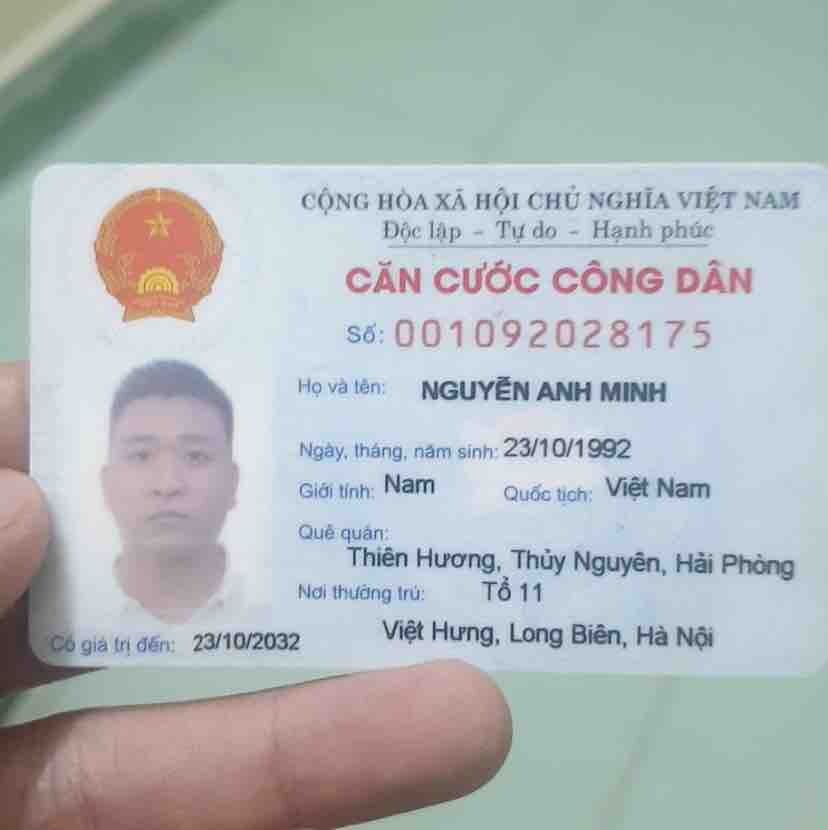 CỘNG HÒA XÃ HỘI CHỦ NGHĨA VIỆT NAM
Độc lập - Tự do - Hạnh phúc
CĂN CƯỚC CÔNG DÂN
Số: 001092028175
Họ và tên: NGUYỄN ANH MINH
Ngày, tháng, năm sinh: 23/10/1992
Giới tính: Nam Quốc tịch: Việt Nam
Quê quán:
Thiên Hương, Thủy Nguyên, Hải Phòng
Nơi thường trú: Tổ 11
Việt Hưng, Long Biên, Hà Nội
Có giá trị đến: 23/10/2032